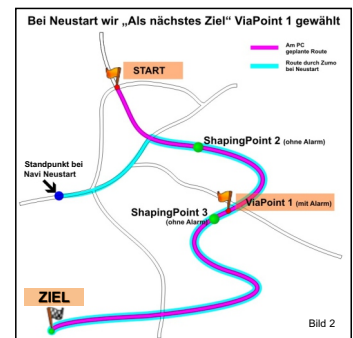 Bei Neustart wir „Als nächstes Ziel“ ViaPoint 1 gewählt
Am PC
geplante Route
Route durch Zumo
bei Neustart
START
ShapingPoint 2 (ohne Alarm)
Standpunkt bei
Navi Neustart
ViaPoint 1 (mit Alarm)
ShapingPoint 3
(ohne Alarm)
ZIEL
Bild 2